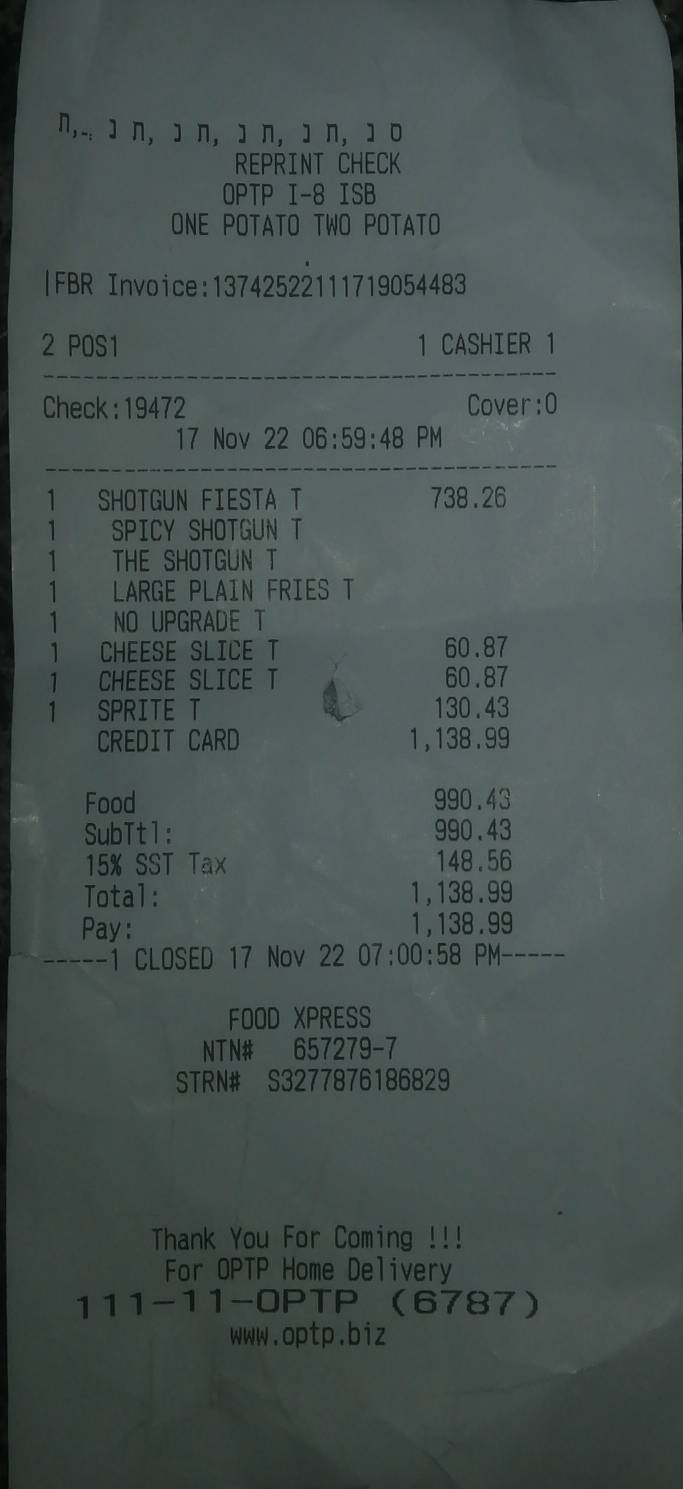 REPRINT CHECK
OPTP I-8 ISB
ONE POTATO TWO POTATO
|FBR Invoice:137425222111719054483
2 POS1 1 CASHIER 1
Check:19472 Cover:0
17 Nov 22 06:59:48 PM
1 SHOTGUN FIESTA T 738.26
1 SPICY SHOTGUN T
1 THE SHOTGUN T
1 LARGE PLAIN FRIES T
1 NO UPGRADE T
1 CHEESE SLICE T 60.87
1 CHEESE SLICE T 60.87
1 SPRITE T 130.43
CREDIT CARD 1,138.99
Food 990.43
SubTtl: 990.43
15% SST Tax 148.56
Total: 1,138.99
Pay: 1,138.99
-----1 CLOSED 17 Nov 22 07:00:58 PM-----
FOOD XPRESS
NTN# 657279-7
STRN# S3277876186829
Thank You For Coming !!!
For OPTP Home Delivery
111-11-OPTP (6787)
www.optp.biz